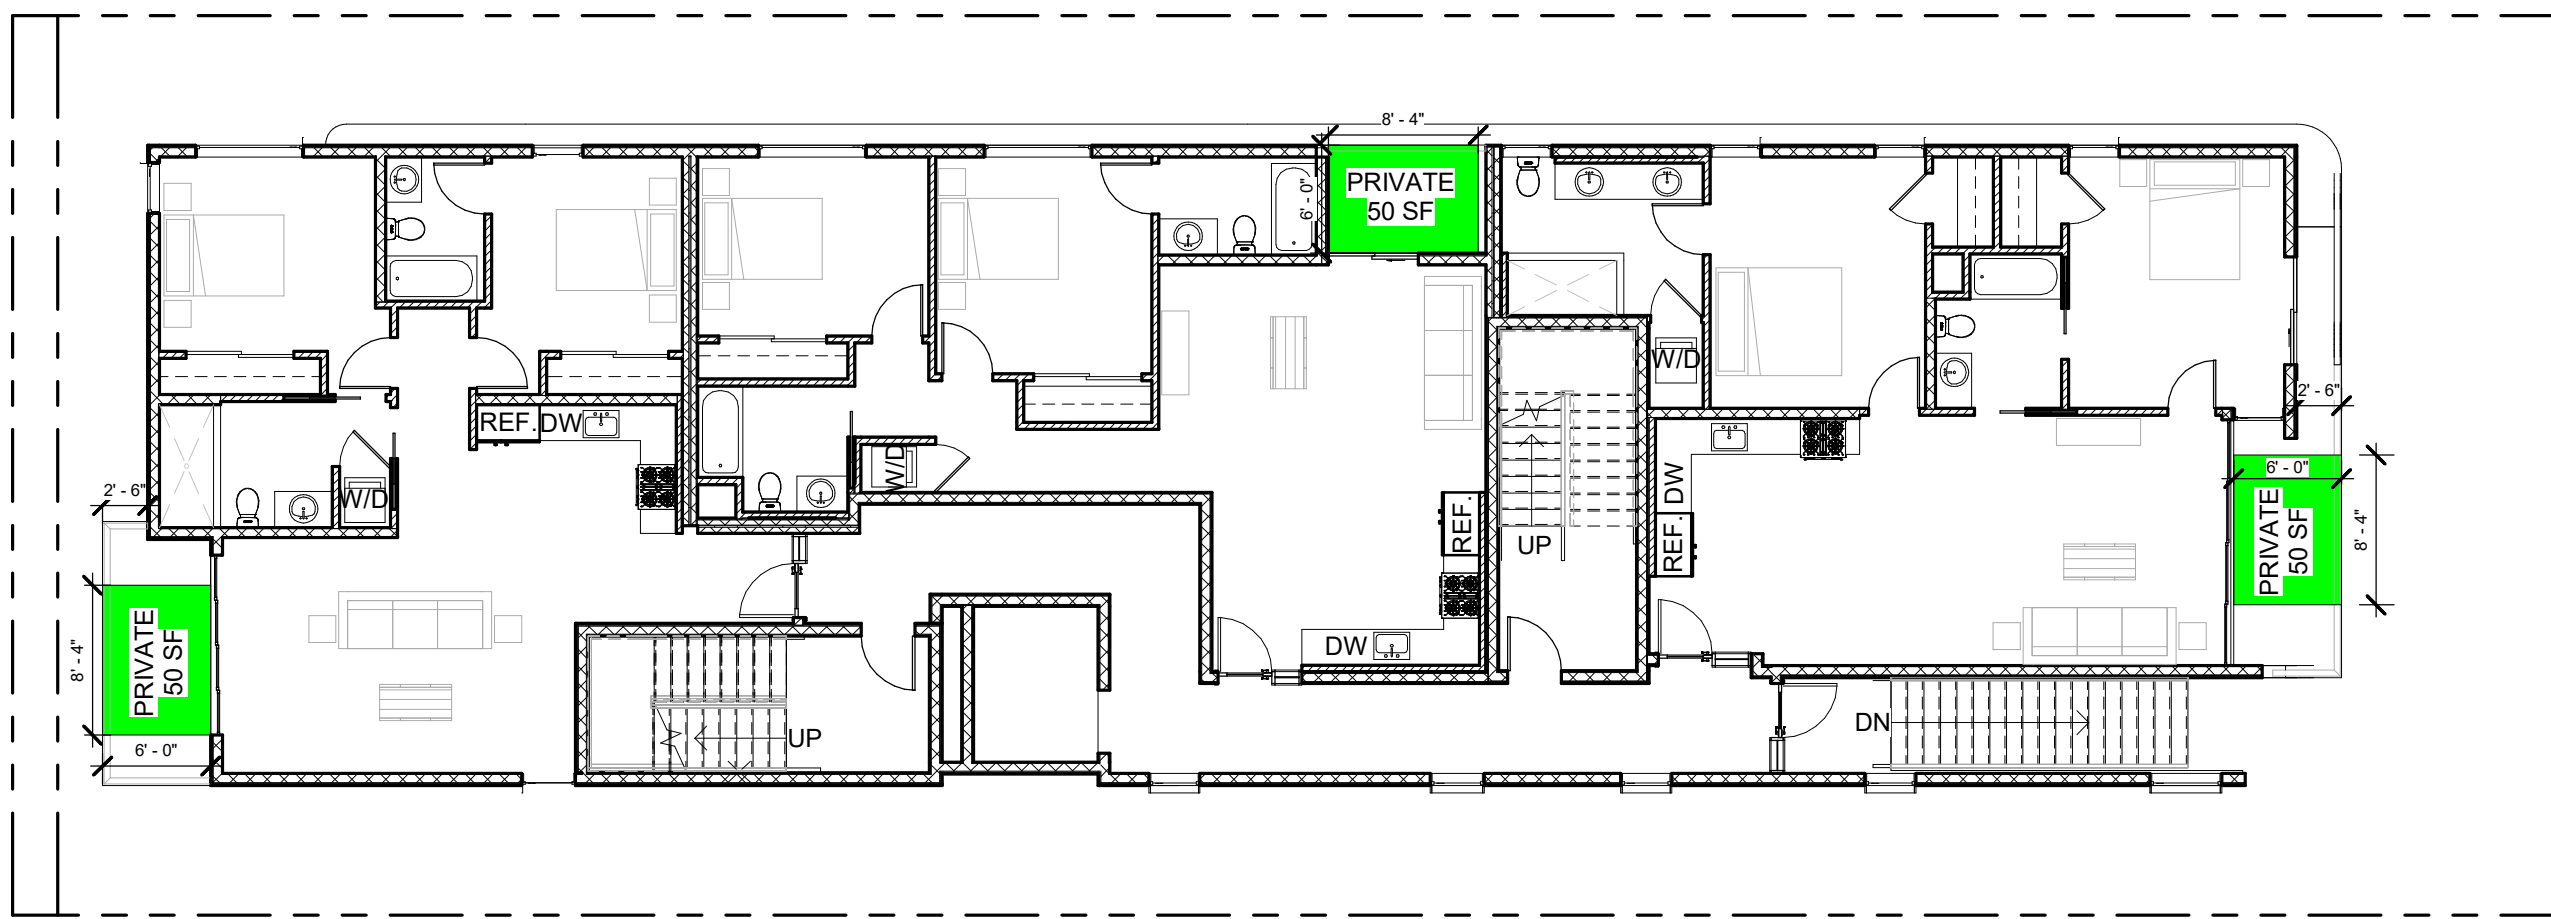 8' - 4"
6' - 0"
PRIVATE
50 SF
W/D
2' - 6"
REF.
DW
W/D
2' - 6"
W/D
DW
REF.
REF.
UP
6' - 0"
PRIVATE
50 SF
8' - 4"
8' - 4"
PRIVATE
50 SF
6' - 0"
DW
UP
DN